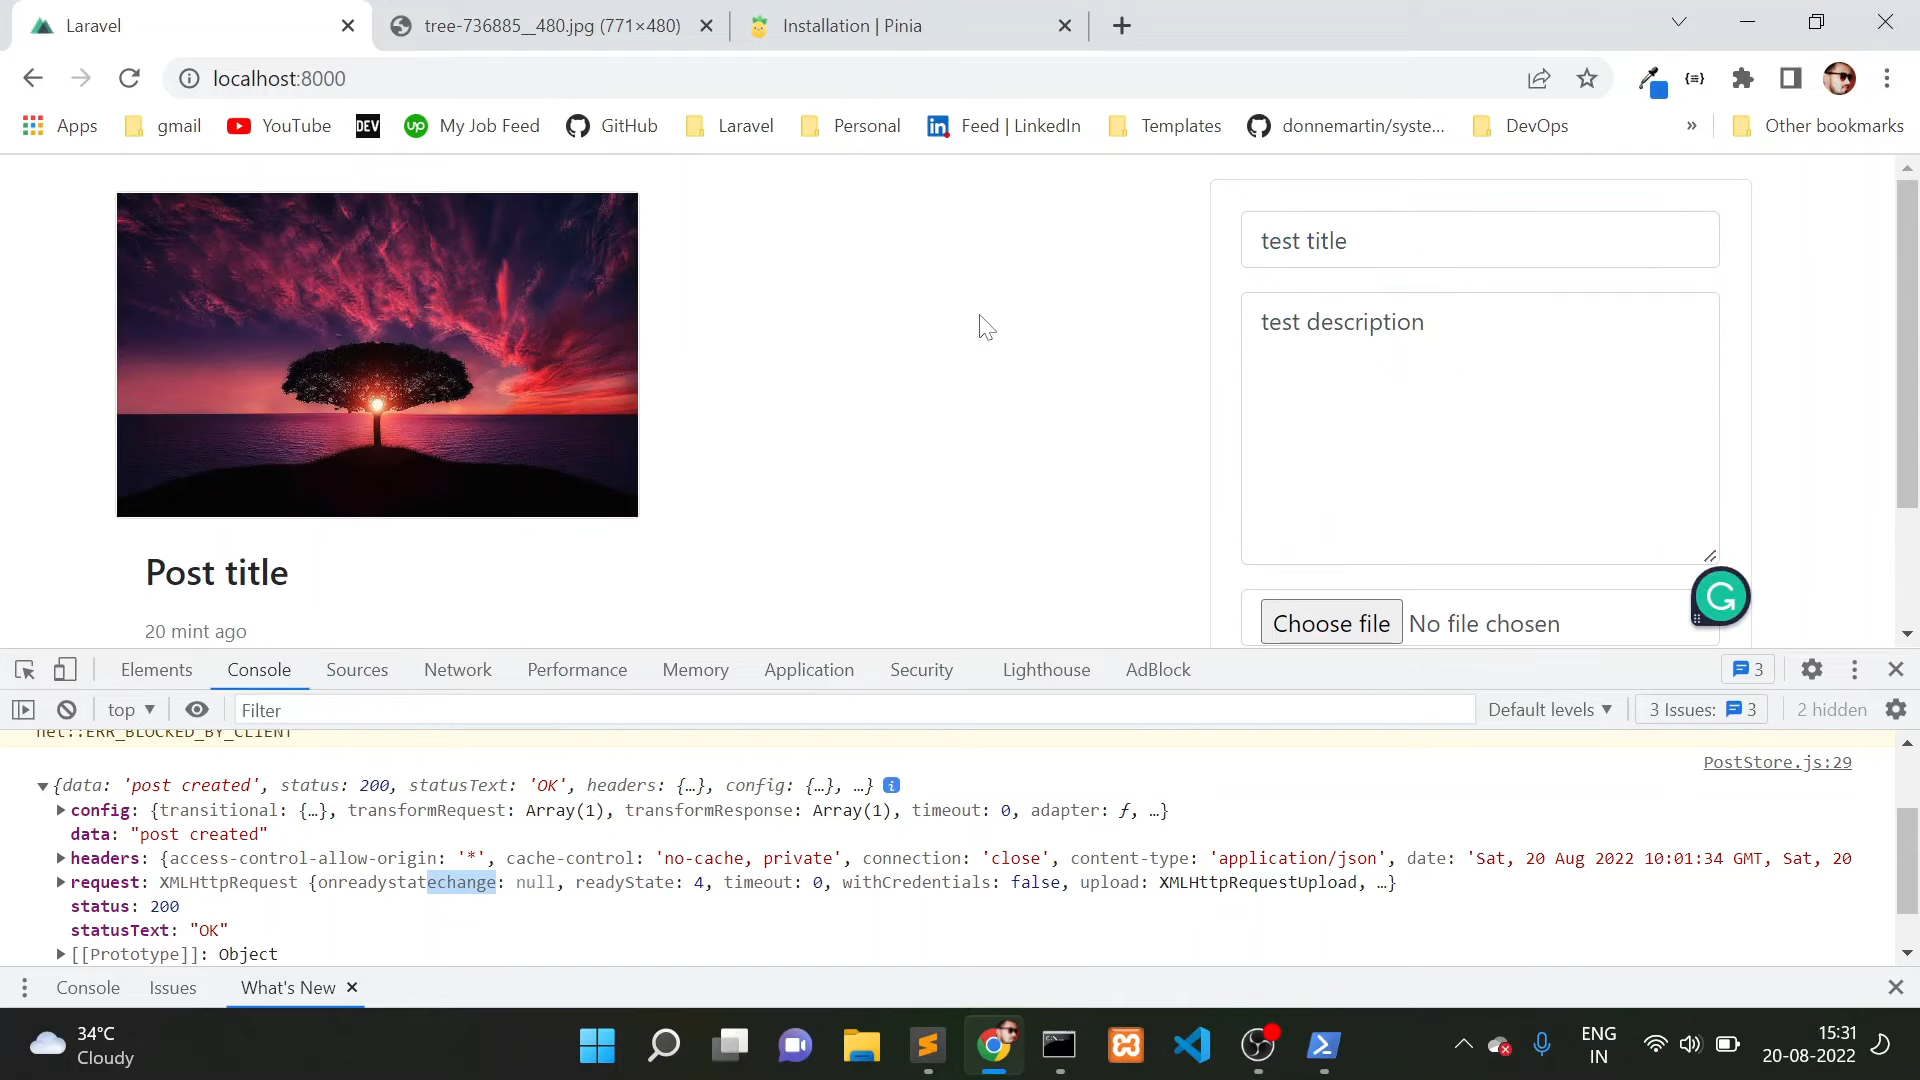 Laravel
tree-736885__480.jpg (771×480)
Installation | Pinia
localhost:8000
Apps
gmail
YouTube
DEV
up My Job Feed
GitHub
Laravel
Personal
in Feed | LinkedIn
Templates
donnemartin/syste...
DevOps
»
Other bookmarks
test title
test description
Post title
20 mint ago
Choose file No file chosen
Elements
Console
Sources
Network
Performance
Memory
Application
Security
Lighthouse
AdBlock
3
top
Filter
Default levels
3 Issues: 3
2 hidden
net::ERR_BLOCKED_BY_CLIENT
PostStore.js:29
{data: 'post created', status: 200, statusText: 'OK', headers: {…}, config: {…}, …}
config: {transitional: {…}, transformRequest: Array(1), transformResponse: Array(1), timeout: 0, adapter: ƒ, …}
data: "post created"
headers: {access-control-allow-origin: '*', cache-control: 'no-cache, private', connection: 'close', content-type: 'application/json', date: 'Sat, 20 Aug 2022 10:01:34 GMT, Sat, 20
request: XMLHttpRequest {onreadystatechange: null, readyState: 4, timeout: 0, withCredentials: false, upload: XMLHttpRequestUpload, …}
status: 200
statusText: "OK"
[[Prototype]]: Object
Console
Issues
What's New
34°C
Cloudy
ENG
IN
15:31
20-08-2022